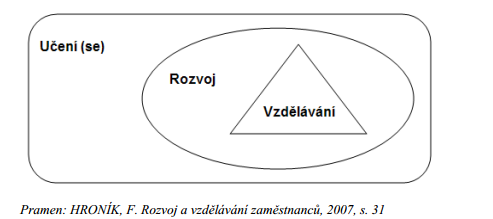 Učení (se)
Rozvoj
Vzdělávání
Pramen: HRONÍK, F. Rozvoj a vzdělávání zaměstnanců, 2007, s. 31